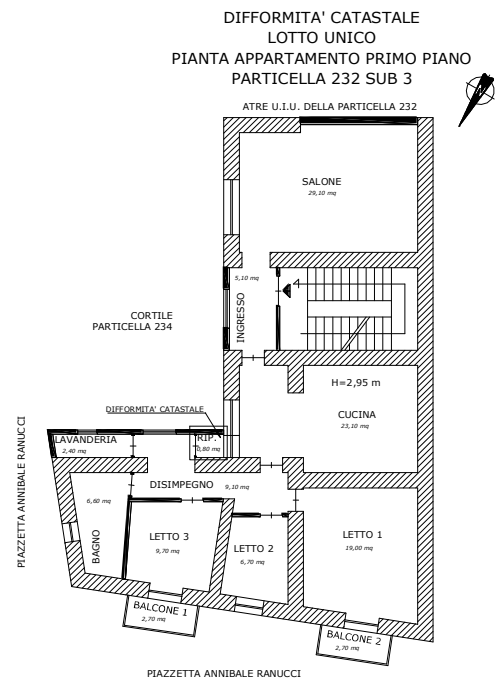 DIFFORMITA' CATASTALE
LOTTO UNICO
PIANTA APPARTAMENTO PRIMO PIANO
PARTICELLA 232 SUB 3
ATRE U.I.U. DELLA PARTICELLA 232
SALONE
29,10 mq
5,10 mq
INGRESSO
CORTILE
PARTICELLA 234
H=2,95 m
CUCINA
23,10 mq
DIFFORMITA' CATASTALE
LAVANDERIA
2,40 mq
RIP.
0,80 mq
DISIMPEGNO
9,10 mq
6,60 mq
BAGNO
LETTO 3
9,70 mq
LETTO 2
6,70 mq
LETTO 1
19,00 mq
BALCONE 1
2,70 mq
BALCONE 2
2,70 mq
PIAZZETTA ANNIBALE RANUCCI
PIAZZETTA ANNIBALE RANUCCI